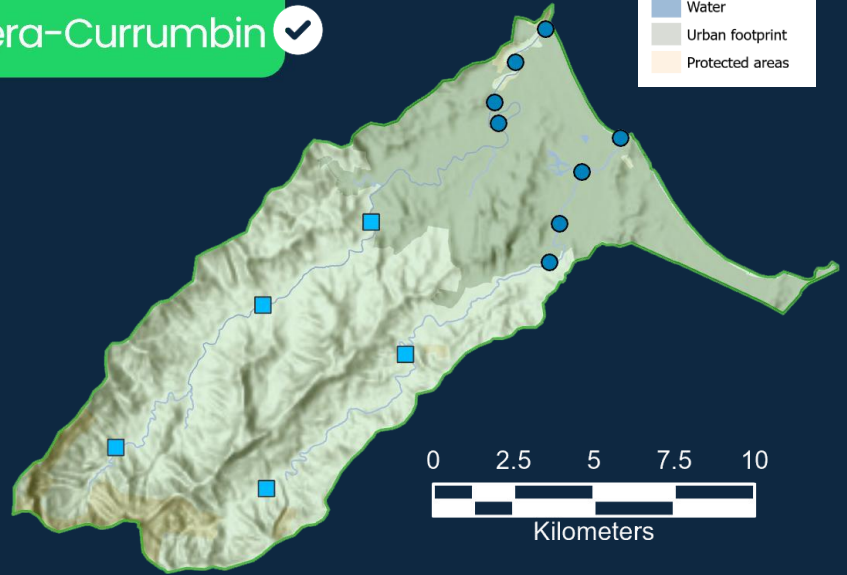 era-Currumbin
Water
Urban footprint
Protected areas
0 2.5 5 7.5 10
Kilometers